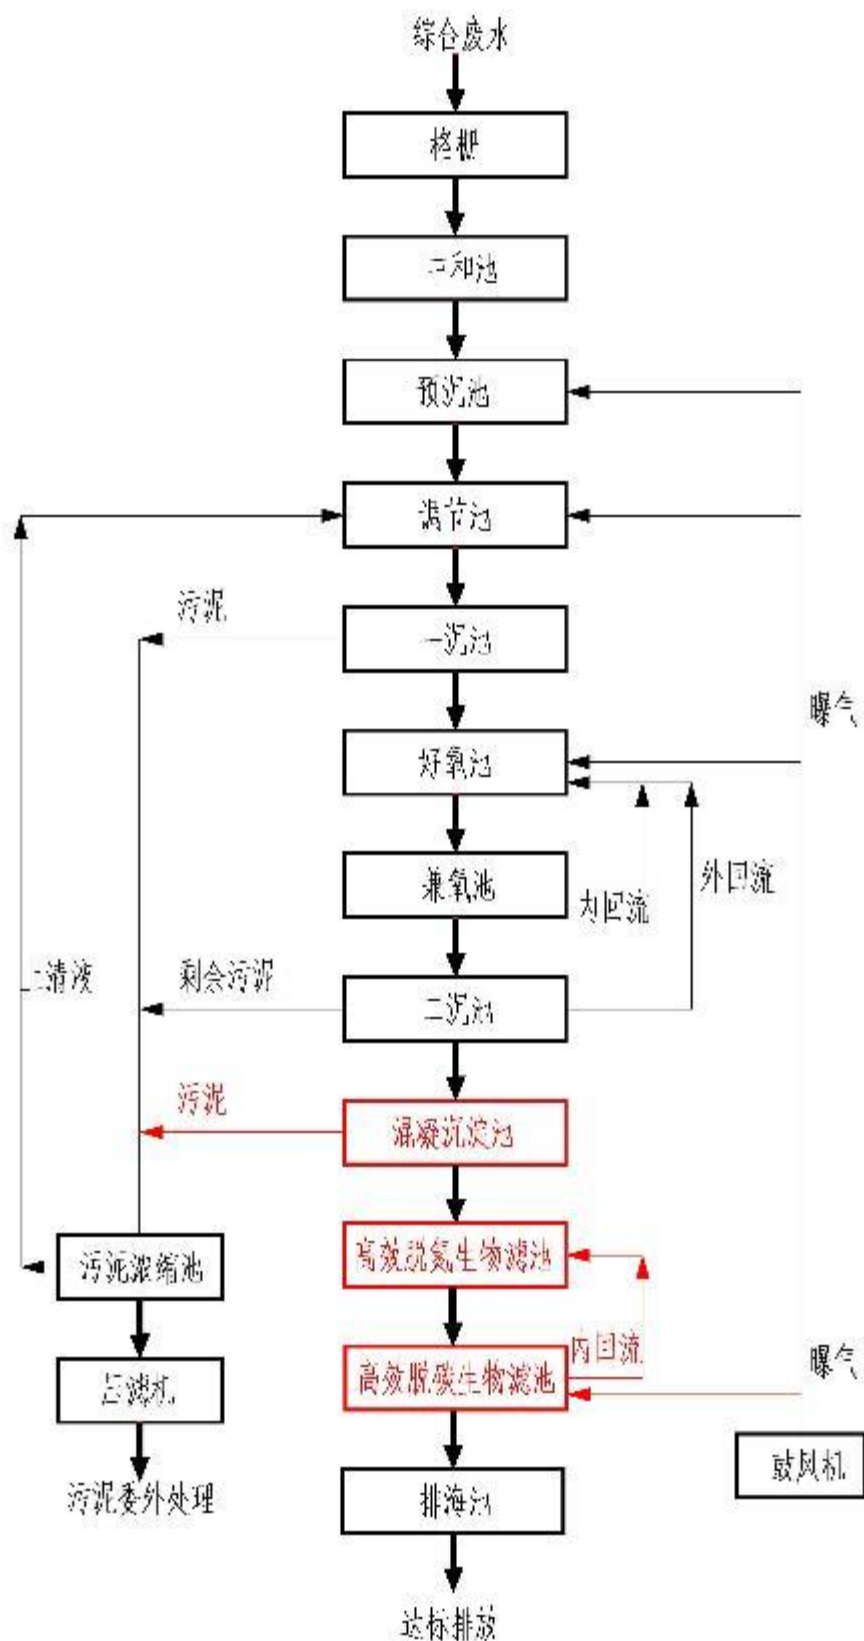 综合废水
格栅
中和池
预沉池
调节池
污泥
一沉池
曝气
好氧池
外回流
兼氧池
内回流
上清液
剩余污泥
二沉池
污泥
混凝沉淀池
污泥浓缩池
高效脱氮生物滤池
内回流
曝气
压滤机
高效脱碳生物滤池
鼓风机
污泥委外处理
排海池
达标排放